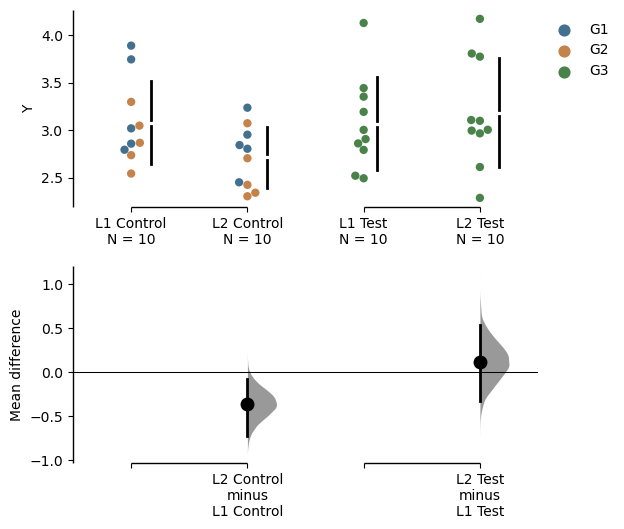 G1
G2
G3
4.0
3.5
3.0
2.5
Y
L1 Control
N = 10
L2 Control
N = 10
L1 Test
N = 10
L2 Test
N = 10
1.0
0.5
0.0
−0.5
−1.0
Mean difference
L2 Control
minus
L1 Control
L2 Test
minus
L1 Test